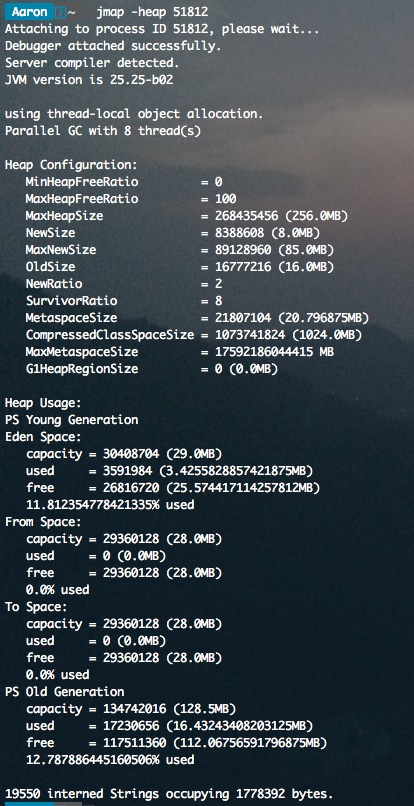 Aaron ~ jmap -heap 51812
Attaching to process ID 51812, please wait...
Debugger attached successfully.
Server compiler detected.
JVM version is 25.25-b02
using thread-local object allocation.
Parallel GC with 8 thread(s)
Heap Configuration:
MinHeapFreeRatio = 0
MaxHeapFreeRatio = 100
MaxHeapSize = 268435456 (256.0MB)
NewSize = 8388608 (8.0MB)
MaxNewSize = 89128960 (85.0MB)
OldSize = 16777216 (16.0MB)
NewRatio = 2
SurvivorRatio = 8
MetaspaceSize = 21807104 (20.796875MB)
CompressedClassSpaceSize = 1073741824 (1024.0MB)
MaxMetaspaceSize = 17592186044415 MB
G1HeapRegionSize = 0 (0.0MB)
Heap Usage:
PS Young Generation
Eden Space:
capacity = 30408704 (29.0MB)
used = 3591984 (3.4255828857421875MB)
free = 26816720 (25.574417114257812MB)
11.812354778421335% used
From Space:
capacity = 29360128 (28.0MB)
used = 0 (0.0MB)
free = 29360128 (28.0MB)
0.0% used
To Space:
capacity = 29360128 (28.0MB)
used = 0 (0.0MB)
free = 29360128 (28.0MB)
0.0% used
PS Old Generation
capacity = 134742016 (128.5MB)
used = 17230656 (16.43243408203125MB)
free = 117511360 (112.06756591796875MB)
12.787886445160506% used
19550 interned Strings occupying 1778392 bytes.